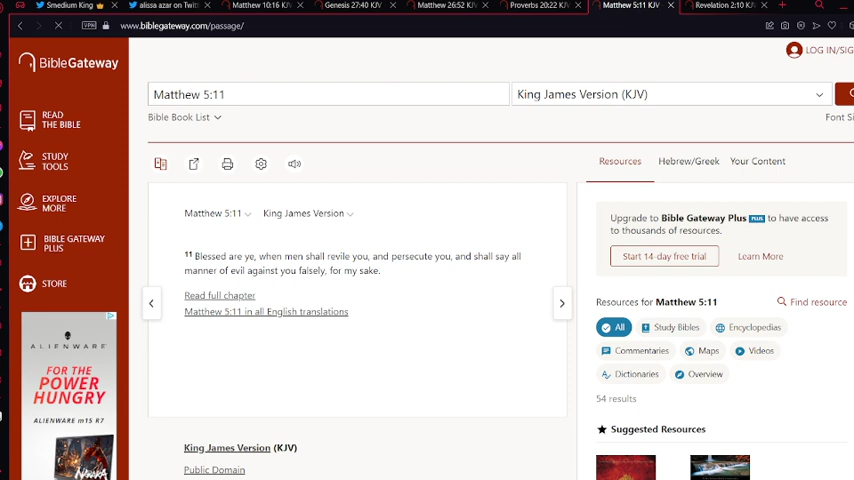 Smedium King
alissa azar on Twitt
Matthew 10:16 KJV
Genesis 27:40 KJV
Matthew 26:52 KJV
Proverbs 20:22 KJV
Matthew 5:11 KJV
Revelation 2:10 KJV
VPN
www.biblegateway.com/passage/
BibleGateway
LOG IN/SIG
Matthew 5:11
King James Version (KJV)
Bible Book List
Font Si
READ
THE BIBLE
STUDY
TOOLS
EXPLORE
MORE
BIBLE GATEWAY
PLUS
STORE
Resources
Hebrew/Greek
Your Content
Matthew 5:11
King James Version
11 Blessed are ye, when men shall revile you, and persecute you, and shall say all
manner of evil against you falsely, for my sake.
Read full chapter
Matthew 5:11 in all English translations
Upgrade to Bible Gateway Plus PLUS to have access
to thousands of resources.
Start 14-day free trial
Learn More
Resources for Matthew 5:11
Find resource
All
Study Bibles
Encyclopedias
Commentaries
Maps
Videos
Dictionaries
Overview
54 results
Suggested Resources
ALIENWARE
FOR THE
POWER
HUNGRY
ALIENWARE m15 R7
NARAKA
King James Version (KJV)
Public Domain